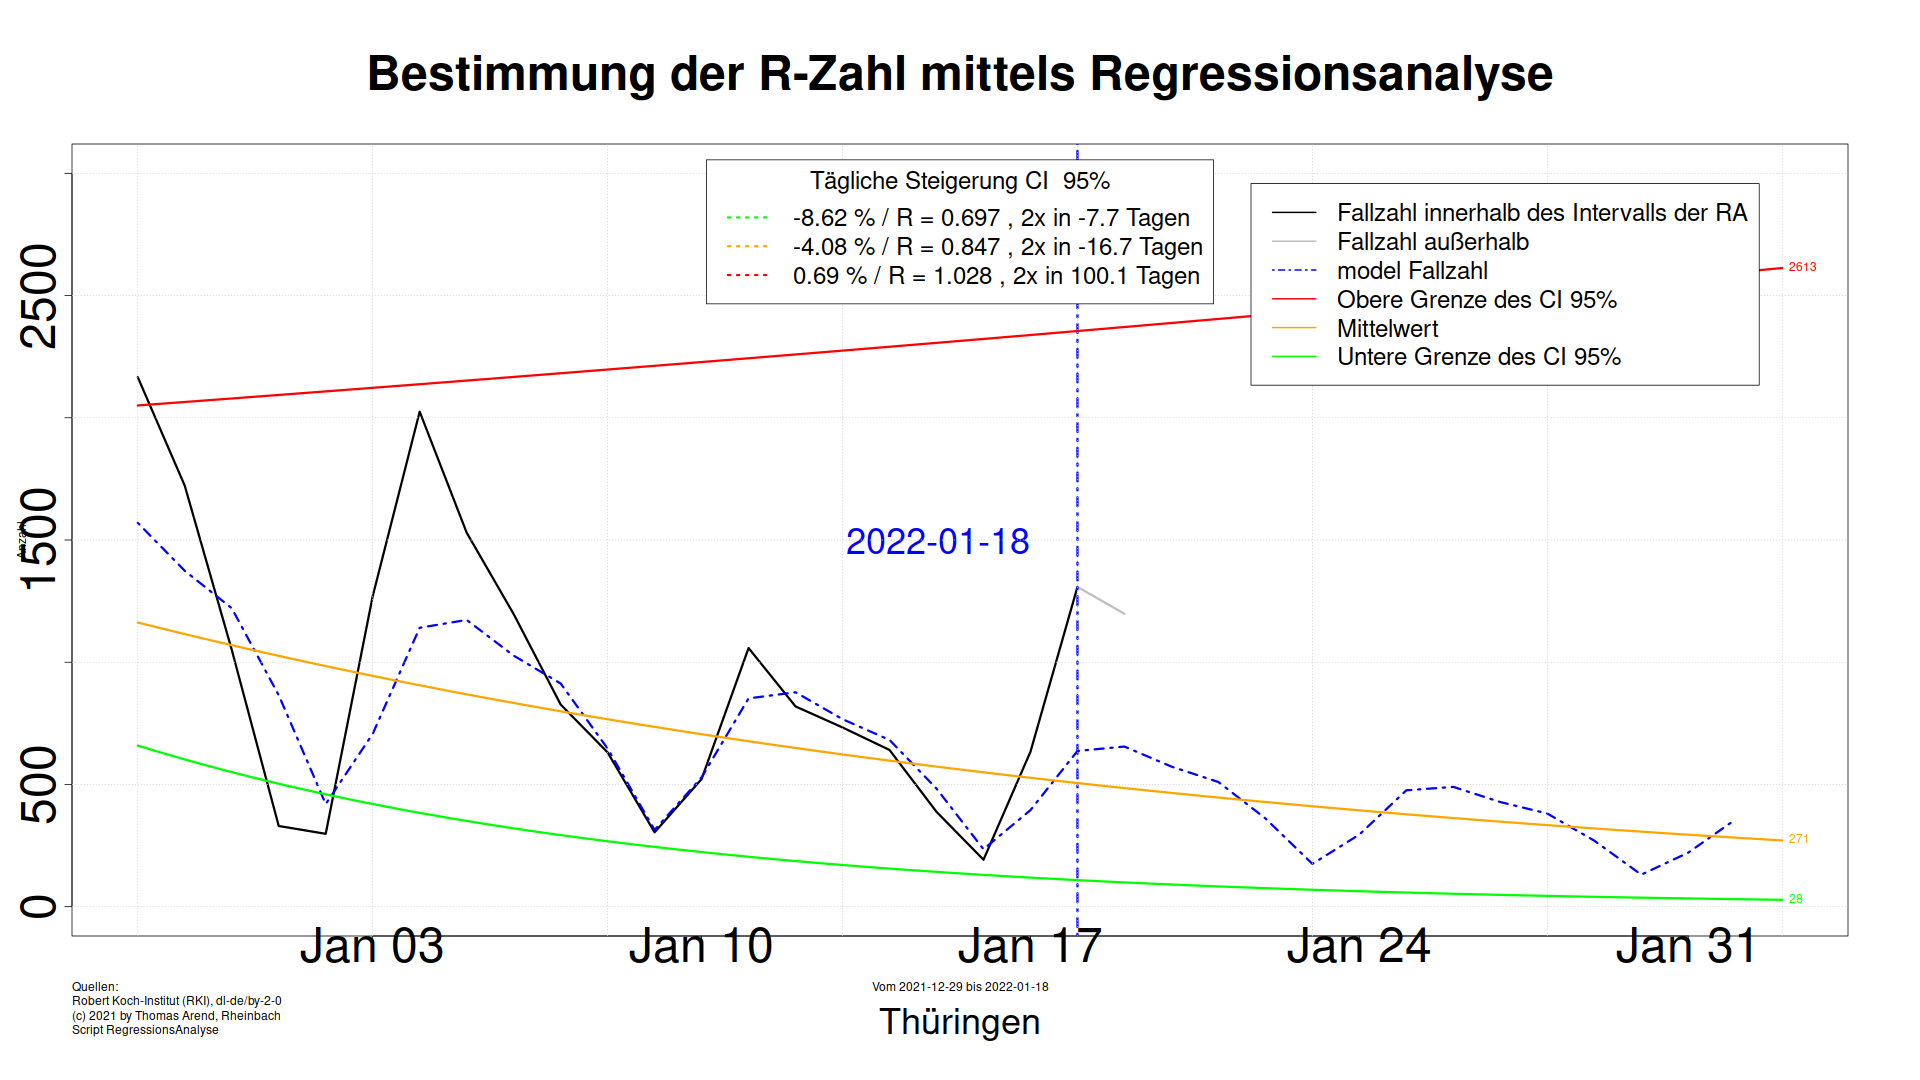 Bestimmung der R-Zahl mittels Regressionsanalyse
Tägliche Steigerung CI  95%
-8.62 % / R = 0.697 , 2x in -7.7 Tagen
-4.08 % / R = 0.847 , 2x in -16.7 Tagen
0.69 % / R = 1.028 , 2x in 100.1 Tagen
Fallzahl innerhalb des Intervalls der RA
Fallzahl außerhalb
model Fallzahl
Obere Grenze des CI 95%
Mittelwert
Untere Grenze des CI 95%
2613
2500
1500
500
0
Anzahl
2022-01-18
271
28
Jan 03
Jan 10
Jan 17
Jan 24
Jan 31
Quellen:
Robert Koch-Institut (RKI), dl-de/by-2-0
(c) 2021 by Thomas Arend, Rheinbach
Script RegressionsAnalyse
Vom 2021-12-29 bis 2022-01-18
Thüringen